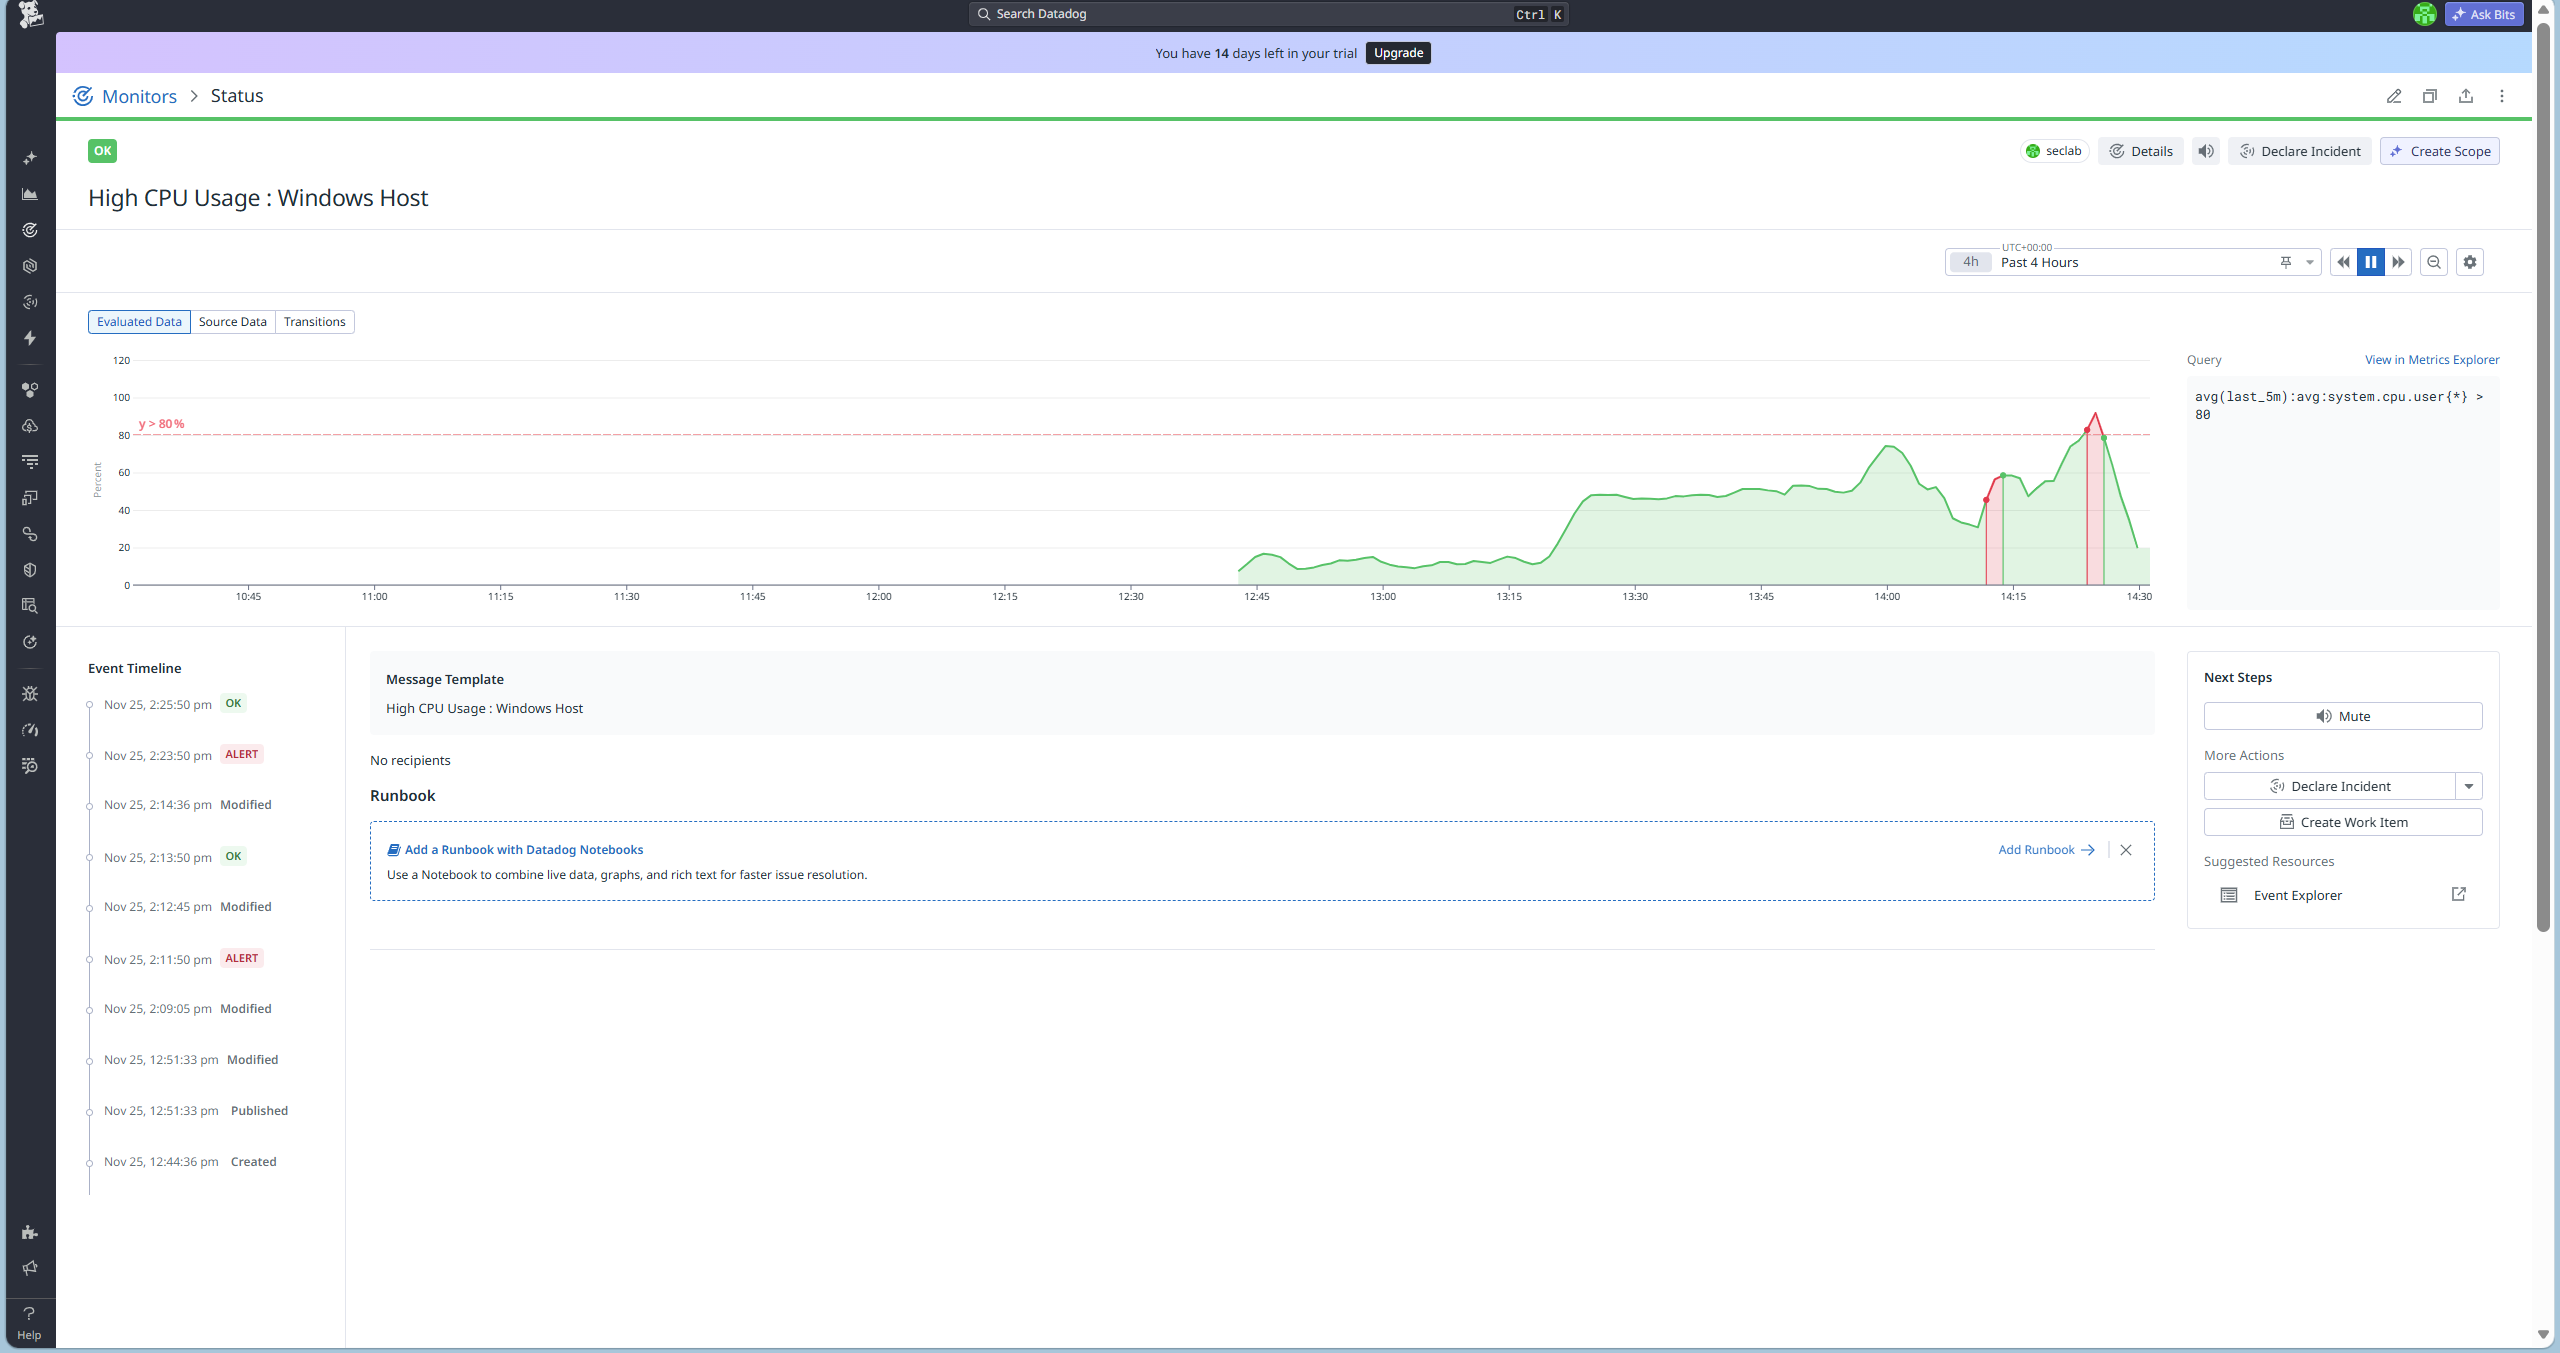 Search Datadog Ctrl K
Ask Bits
You have 14 days left in your trial Upgrade
Monitors > Status
OK
seclab Details Declare Incident Create Scope
High CPU Usage : Windows Host
UTC+00:00
4h Past 4 Hours
Evaluated Data Source Data Transitions
Query View in Metrics Explorer
avg(last_5m):avg:system.cpu.user{*} >
80
120
100
y > 80%
80
60
40
20
0
Percent
10:45 11:00 11:15 11:30 11:45 12:00 12:15 12:30 12:45 13:00 13:15 13:30 13:45 14:00 14:15 14:30
Event Timeline
Nov 25, 2:25:50 pm OK
Nov 25, 2:23:50 pm ALERT
Nov 25, 2:14:36 pm Modified
Nov 25, 2:13:50 pm OK
Nov 25, 2:12:45 pm Modified
Nov 25, 2:11:50 pm ALERT
Nov 25, 2:09:05 pm Modified
Nov 25, 12:51:33 pm Modified
Nov 25, 12:51:33 pm Published
Nov 25, 12:44:36 pm Created
Message Template
High CPU Usage : Windows Host
No recipients
Runbook
Add a Runbook with Datadog Notebooks
Add Runbook
Use a Notebook to combine live data, graphs, and rich text for faster issue resolution.
Next Steps
Mute
More Actions
Declare Incident
Create Work Item
Suggested Resources
Event Explorer
?
Help